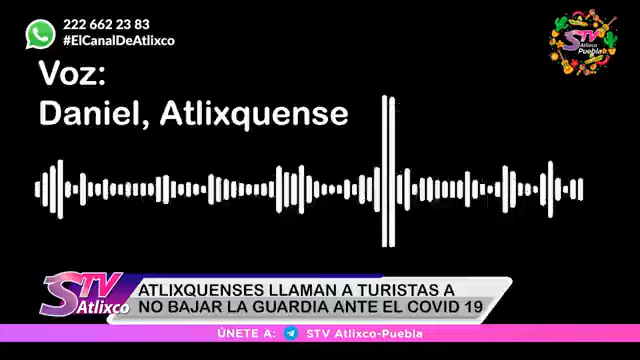 222 662 23 83
#ElCanalDeAtlixco
STV
Atlixco
Puebla
Voz:
Daniel, Atlixquense
STV
Atlixco
ATLIXQUENSES LLAMAN A TURISTAS A
NO BAJAR LA GUARDIA ANTE EL COVID 19
ÚNETE A: STV Atlixco-Puebla